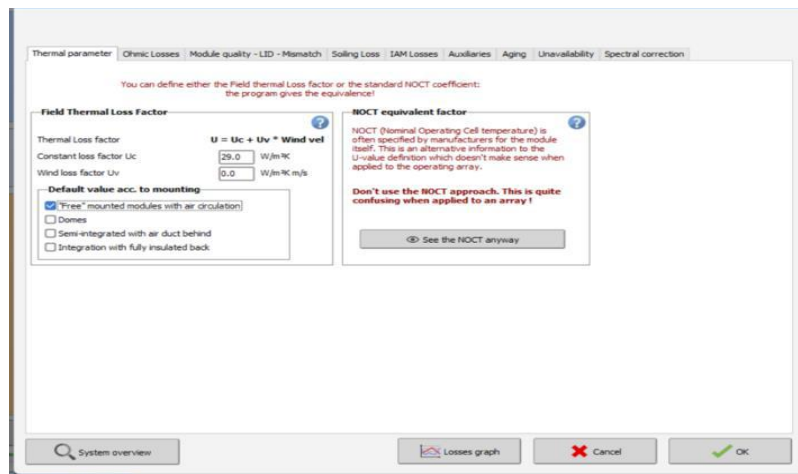 Thermal parameter Ohmic Losses Module quality - LID - Mismatch Soiling Loss IAM Losses Auxiliaries Aging Unavailability Spectral correction
You can define either the Field thermal Loss factor or the standard NOCT coefficient:
the program gives the equivalence!
Field Thermal Loss Factor
?
Thermal Loss factor U = Uc + Uv * Wind vel
Constant loss factor Uc 29.0 W/m²K
Wind loss factor Uv 0.0 W/m²K m/s
Default value acc. to mounting
"Free" mounted modules with air circulation
Domes
Semi-integrated with air duct behind
Integration with fully insulated back
NOCT equivalent factor
?
NOCT (Nominal Operating Cell temperature) is
often specified by manufacturers for the module
itself. This is an alternative information to the
U-value definition which doesn't make sense when
applied to the operating array.
Don't use the NOCT approach. This is quite
confusing when applied to an array !
See the NOCT anyway
System overview Losses graph Cancel OK